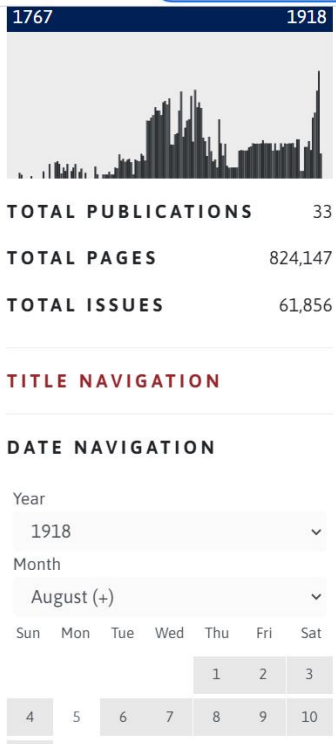 1767 1918
TOTAL PUBLICATIONS 33
TOTAL PAGES 824,147
TOTAL ISSUES 61,856
TITLE NAVIGATION
DATE NAVIGATION
Year
1918
Month
August (+)
Sun Mon Tue Wed Thu Fri Sat
1 2 3
4 5 6 7 8 9 10